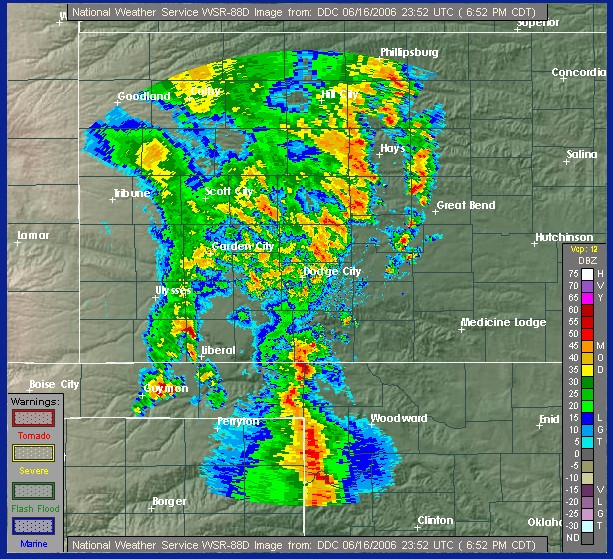 National Weather Service WSR-88D Image from: DDC 06/16/2006 23:52 UTC ( 6:52 PM CDT)
Superior
Phillipsburg
Concordia
Colby
Goodland
Hill City
Hays
Salina
Tribune
Scott City
Great Bend
Lamar
Garden City
Hutchinson
Vcp: 12
DBZ
Dodge City
75 H
70 V
65 Y
60
55
50
45 M
40 O
35 D
30
25
20
15 L
10 G
5 T
0
-5
-10
-15 V
-20 L
-25 G
-30 T
ND
Ulysses
Medicine Lodge
Liberal
Boise City
Guymon
Warnings:
Tornado
Severe
Flash Flood
Marine
Perryton
Woodward
Enid
Borger
Clinton
Oklaho
National Weather Service WSR-88D Image from: DDC 06/16/2006 23:52 UTC ( 6:52 PM CDT)